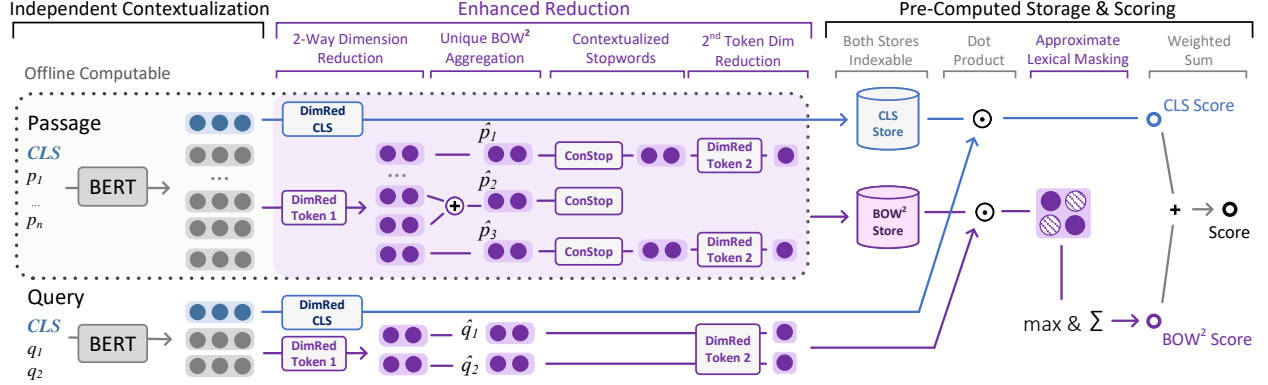 Independent Contextualization
Enhanced Reduction
Pre-Computed Storage & Scoring
2-Way Dimension
Reduction
Unique BOW²
Aggregation
Contextualized
Stopwords
2nd Token Dim
Reduction
Both Stores
Indexable
Dot
Product
Approximate
Lexical Masking
Weighted
Sum
Offline Computable
Passage
CLS
p1
...
pn
BERT
...
DimRed
CLS
DimRed
Token 1
...
+
p̂1
p̂2
p̂3
ConStop
ConStop
ConStop
DimRed
Token 2
DimRed
Token 2
CLS
Store
BOW²
Store
CLS Score
+
Score
max & Σ
BOW² Score
Query
CLS
q1
q2
BERT
DimRed
CLS
DimRed
Token 1
q̂1
q̂2
DimRed
Token 2